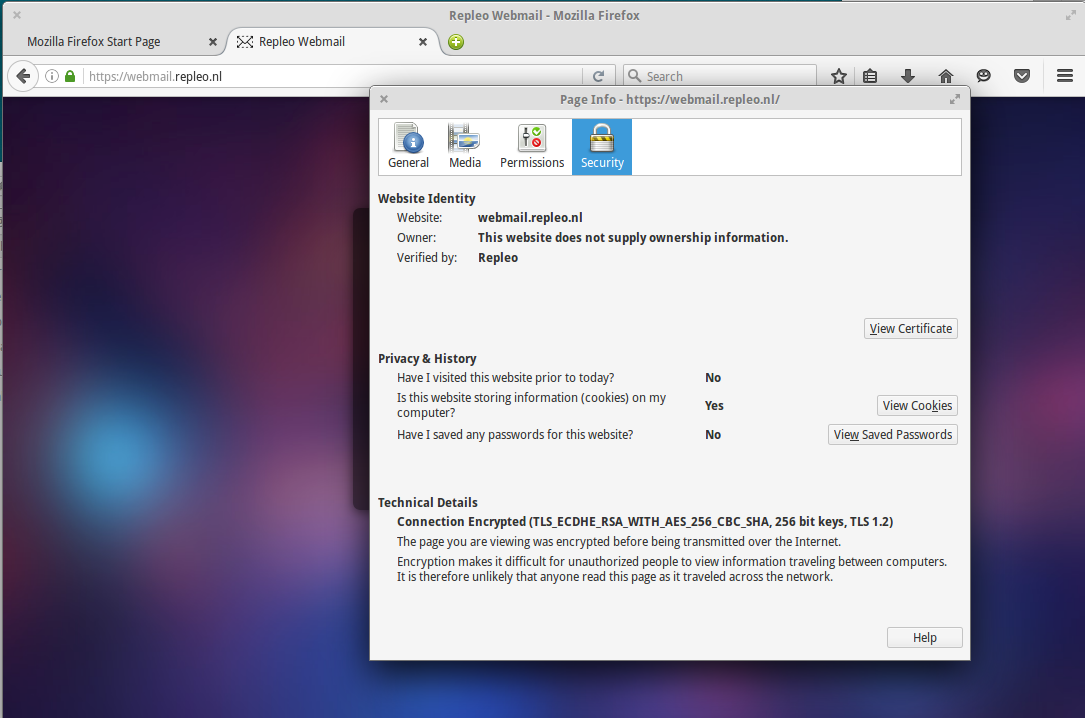 Repleo Webmail - Mozilla Firefox
Mozilla Firefox Start Page
Repleo Webmail
https://webmail.repleo.nl
Search
Page Info - https://webmail.repleo.nl/
General Media Permissions Security
Website Identity
Website: webmail.repleo.nl
Owner: This website does not supply ownership information.
Verified by: Repleo
View Certificate
Privacy & History
Have I visited this website prior to today? No
Is this website storing information (cookies) on my
computer?
Yes
View Cookies
Have I saved any passwords for this website? No
View Saved Passwords
Technical Details
Connection Encrypted (TLS_ECDHE_RSA_WITH_AES_256_CBC_SHA, 256 bit keys, TLS 1.2)
The page you are viewing was encrypted before being transmitted over the Internet.
Encryption makes it difficult for unauthorized people to view information traveling between computers.
It is therefore unlikely that anyone read this page as it traveled across the network.
Help